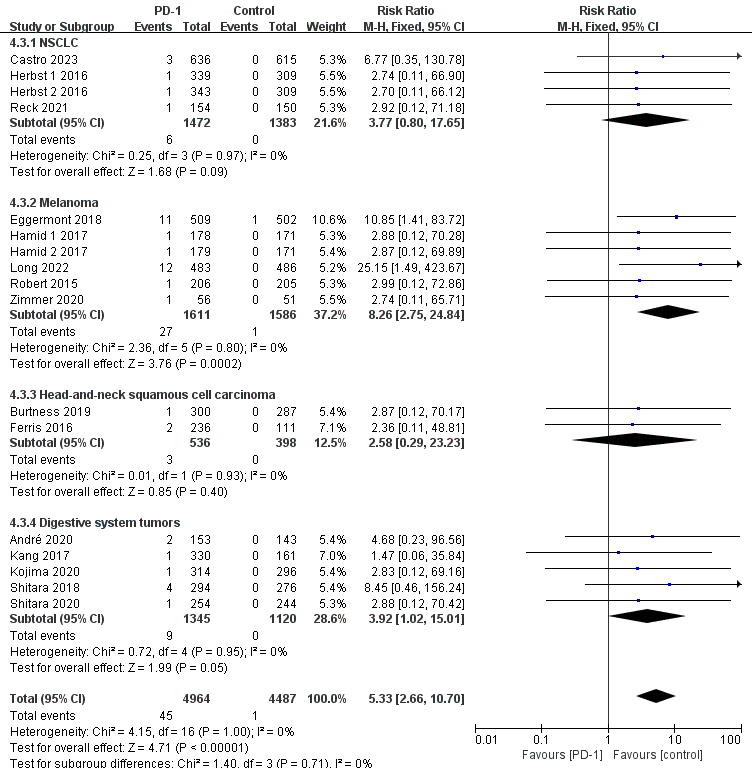 PD-1 Control Risk Ratio Risk Ratio
Study or Subgroup Events Total Events Total Weight M-H, Fixed, 95% CI M-H, Fixed, 95% CI
4.3.1 NSCLC
Castro 2023 3 636 0 615 5.3% 6.77 [0.35, 130.78]
Herbst 1 2016 1 339 0 309 5.3% 2.74 [0.11, 66.90]
Herbst 2 2016 1 343 0 309 5.3% 2.70 [0.11, 66.12]
Reck 2021 1 154 0 150 5.3% 2.92 [0.12, 71.18]
Subtotal (95% CI) 1472 1383 21.6% 3.77 [0.80, 17.65]
Total events 6 0
Heterogeneity: Chi² = 0.25, df = 3 (P = 0.97); I² = 0%
Test for overall effect: Z = 1.68 (P = 0.09)
4.3.2 Melanoma
Eggermont 2018 11 509 1 502 10.6% 10.85 [1.41, 83.72]
Hamid 1 2017 1 178 0 171 5.3% 2.88 [0.12, 70.28]
Hamid 2 2017 1 179 0 171 5.3% 2.87 [0.12, 69.89]
Long 2022 12 483 0 486 5.2% 25.15 [1.49, 423.67]
Robert 2015 1 206 0 205 5.3% 2.99 [0.12, 72.86]
Zimmer 2020 1 56 0 51 5.5% 2.74 [0.11, 65.71]
Subtotal (95% CI) 1611 1586 37.2% 8.26 [2.75, 24.84]
Total events 27 1
Heterogeneity: Chi² = 2.36, df = 5 (P = 0.80); I² = 0%
Test for overall effect: Z = 3.76 (P = 0.0002)
4.3.3 Head-and-neck squamous cell carcinoma
Burtness 2019 1 300 0 287 5.4% 2.87 [0.12, 70.17]
Ferris 2016 2 236 0 111 7.1% 2.36 [0.11, 48.81]
Subtotal (95% CI) 536 398 12.5% 2.58 [0.29, 23.23]
Total events 3 0
Heterogeneity: Chi² = 0.01, df = 1 (P = 0.93); I² = 0%
Test for overall effect: Z = 0.85 (P = 0.40)
4.3.4 Digestive system tumors
André 2020 2 153 0 143 5.4% 4.68 [0.23, 96.56]
Kang 2017 1 330 0 161 7.0% 1.47 [0.06, 35.84]
Kojima 2020 1 314 0 296 5.4% 2.83 [0.12, 69.16]
Shitara 2018 4 294 0 276 5.4% 8.45 [0.46, 156.24]
Shitara 2020 1 254 0 244 5.3% 2.88 [0.12, 70.42]
Subtotal (95% CI) 1345 1120 28.6% 3.92 [1.02, 15.01]
Total events 9 0
Heterogeneity: Chi² = 0.72, df = 4 (P = 0.95); I² = 0%
Test for overall effect: Z = 1.99 (P = 0.05)
Total (95% CI) 4964 4487 100.0% 5.33 [2.66, 10.70]
Total events 45 1
Heterogeneity: Chi² = 4.15, df = 16 (P = 1.00); I² = 0%
Test for overall effect: Z = 4.71 (P < 0.00001)
Test for subgroup differences: Chi² = 1.40, df = 3 (P = 0.71), I² = 0%
0.01 0.1 1 10 100
Favours [PD-1] Favours [control]